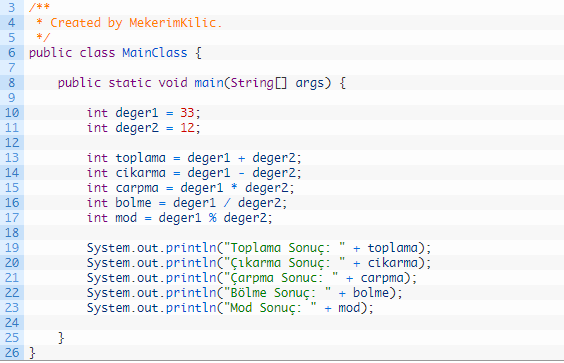 3 /**
4  * Created by MekerimKilic.
5  */
6 public class MainClass {
7
8     public static void main(String[] args) {
9
10         int deger1 = 33;
11         int deger2 = 12;
12
13         int toplama = deger1 + deger2;
14         int cikarma = deger1 - deger2;
15         int carpma = deger1 * deger2;
16         int bolme = deger1 / deger2;
17         int mod = deger1 % deger2;
18
19         System.out.println("Toplama Sonuç: " + toplama);
20         System.out.println("Çıkarma Sonuç: " + cikarma);
21         System.out.println("Çarpma Sonuc: " + carpma);
22         System.out.println("Bölme Sonuç: " + bolme);
23         System.out.println("Mod Sonuç: " + mod);
24
25     }
26 }